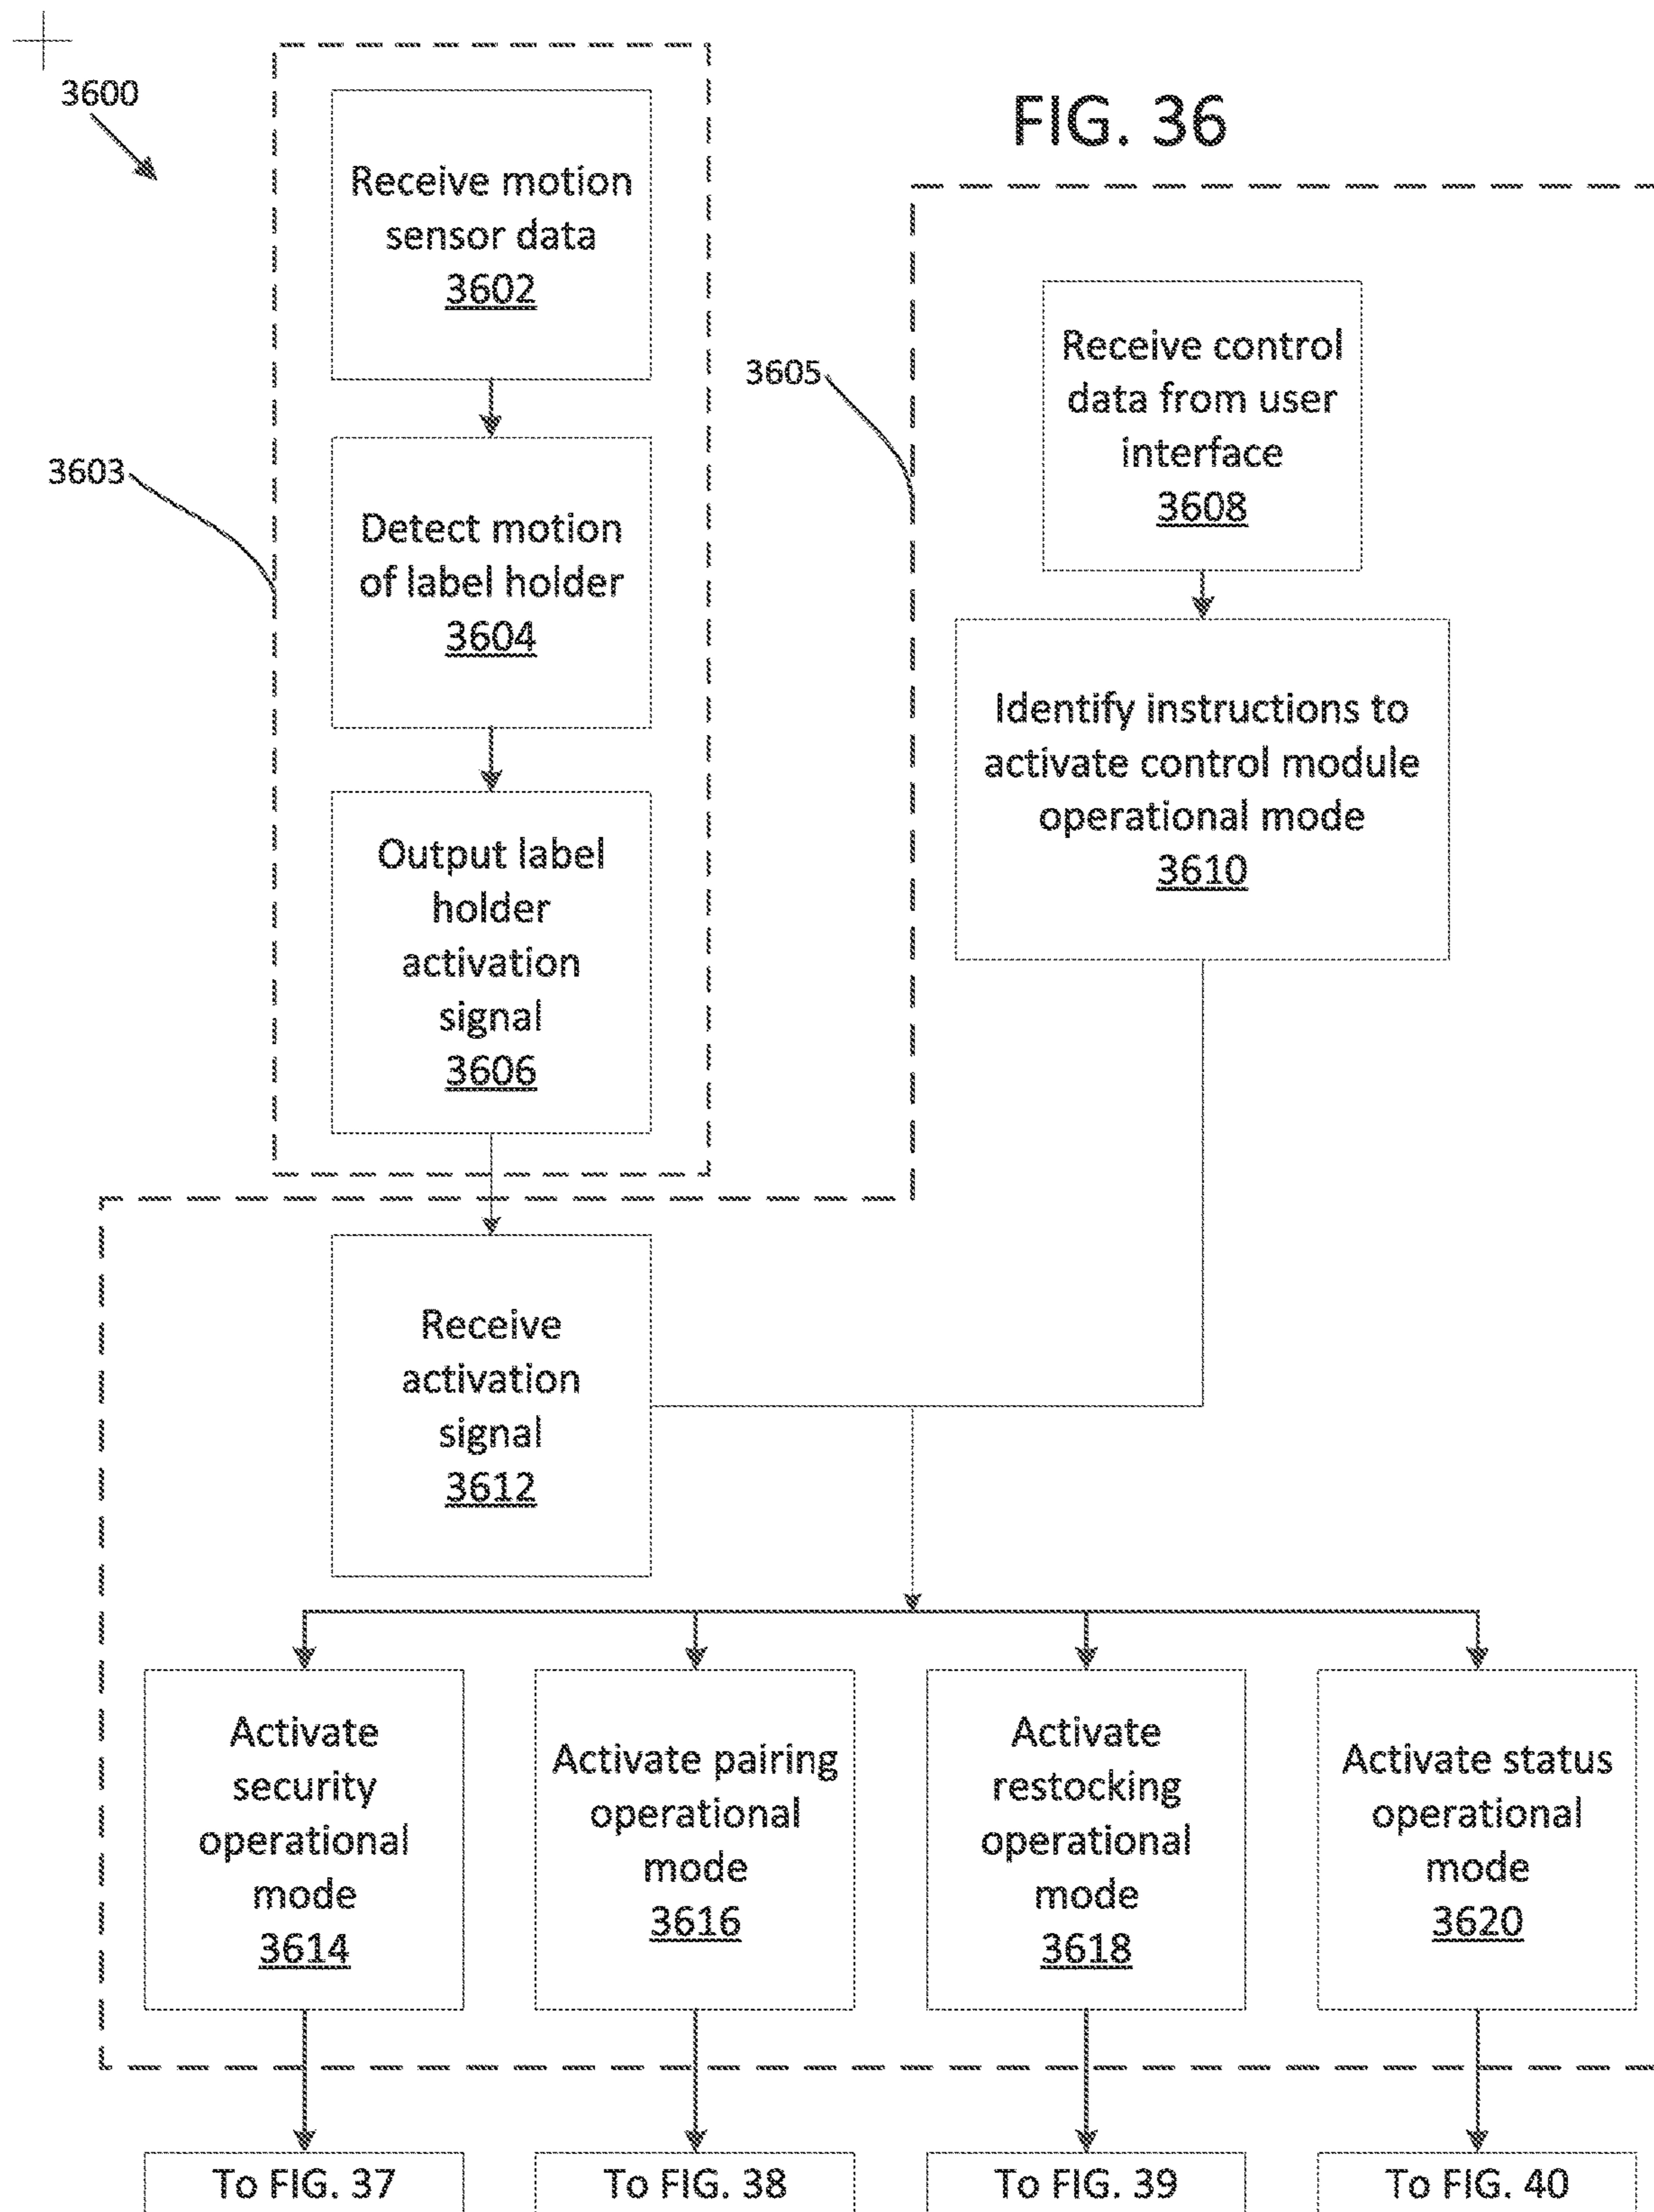 3600
FIG. 36
Receive motion
sensor data
3602
3605
Receive control
data from user
interface
3608
3603
Detect motion
of label holder
3604
Identify instructions to
activate control module
operational mode
3610
Output label
holder
activation
signal
3606
Receive
activation
signal
3612
Activate
security
operational
mode
3614
Activate pairing
operational
mode
3616
Activate
restocking
operational
mode
3618
Activate status
operational
mode
3620
To FIG. 37
To FIG. 38
To FIG. 39
To FIG. 40